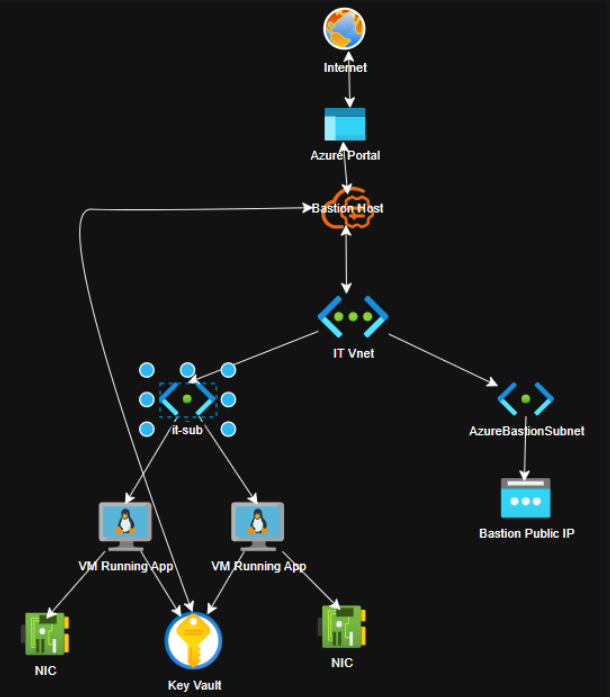 Internet
Azure Portal
Bastion Host
IT Vnet
it-sub
AzureBastionSubnet
VM Running App
VM Running App
Bastion Public IP
NIC
Key Vault
NIC